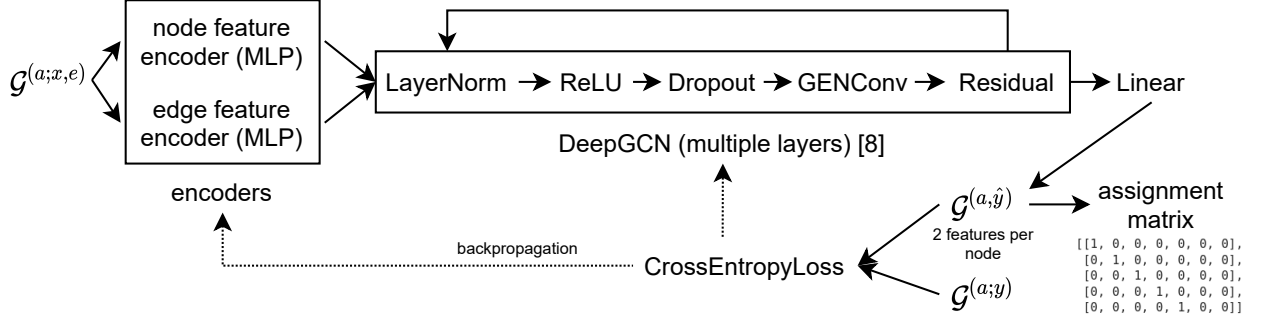 𝒢^(a;x,e)
node feature
encoder (MLP)
edge feature
encoder (MLP)
encoders
LayerNorm → ReLU → Dropout → GENConv → Residual
DeepGCN (multiple layers) [8]
Linear
𝒢^(a,ŷ)
2 features per
node
assignment
matrix
[[1, 0, 0, 0, 0, 0, 0],
[0, 1, 0, 0, 0, 0, 0],
[0, 0, 1, 0, 0, 0, 0],
[0, 0, 0, 1, 0, 0, 0],
[0, 0, 0, 0, 1, 0, 0]]
𝒢^(a;y)
CrossEntropyLoss
backpropagation